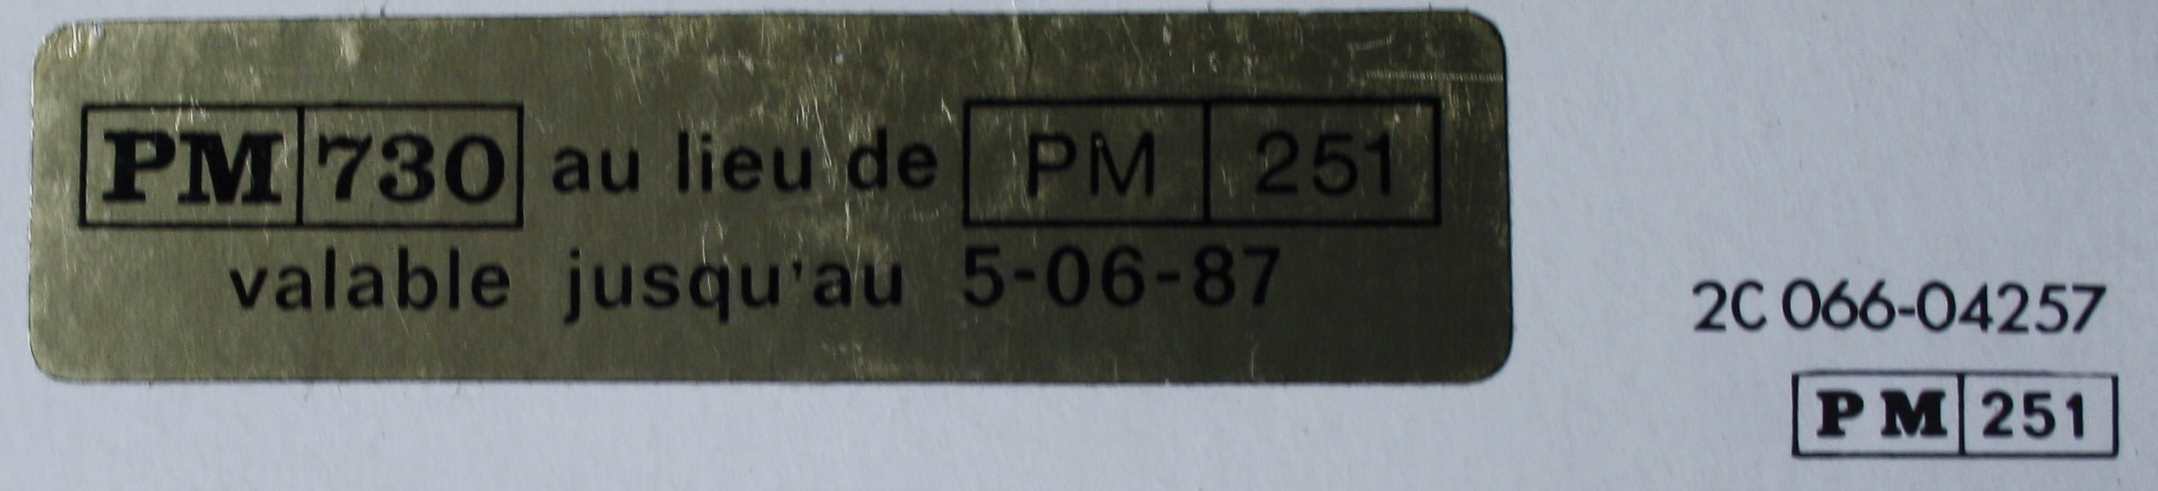 PM 730 au lieu de PM 251
valable jusqu'au 5-06-87
2C 066-04257
PM 251